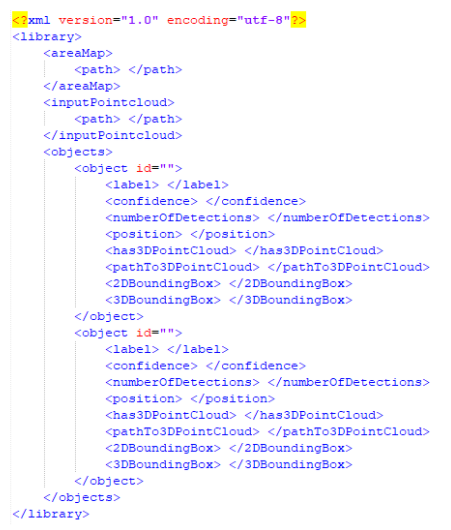 <?xml version="1.0" encoding="utf-8"?>
<library>
    <areaMap>
        <path> </path>
    </areaMap>
    <inputPointcloud>
        <path> </path>
    </inputPointcloud>
    <objects>
        <object id="">
            <label> </label>
            <confidence> </confidence>
            <numberOfDetections> </numberOfDetections>
            <position> </position>
            <has3DPointCloud> </has3DPointCloud>
            <pathTo3DPointCloud> </pathTo3DPointCloud>
            <2DBoundingBox> </2DBoundingBox>
            <3DBoundingBox> </3DBoundingBox>
        </object>
        <object id="">
            <label> </label>
            <confidence> </confidence>
            <numberOfDetections> </numberOfDetections>
            <position> </position>
            <has3DPointCloud> </has3DPointCloud>
            <pathTo3DPointCloud> </pathTo3DPointCloud>
            <2DBoundingBox> </2DBoundingBox>
            <3DBoundingBox> </3DBoundingBox>
        </object>
    </objects>
</library>